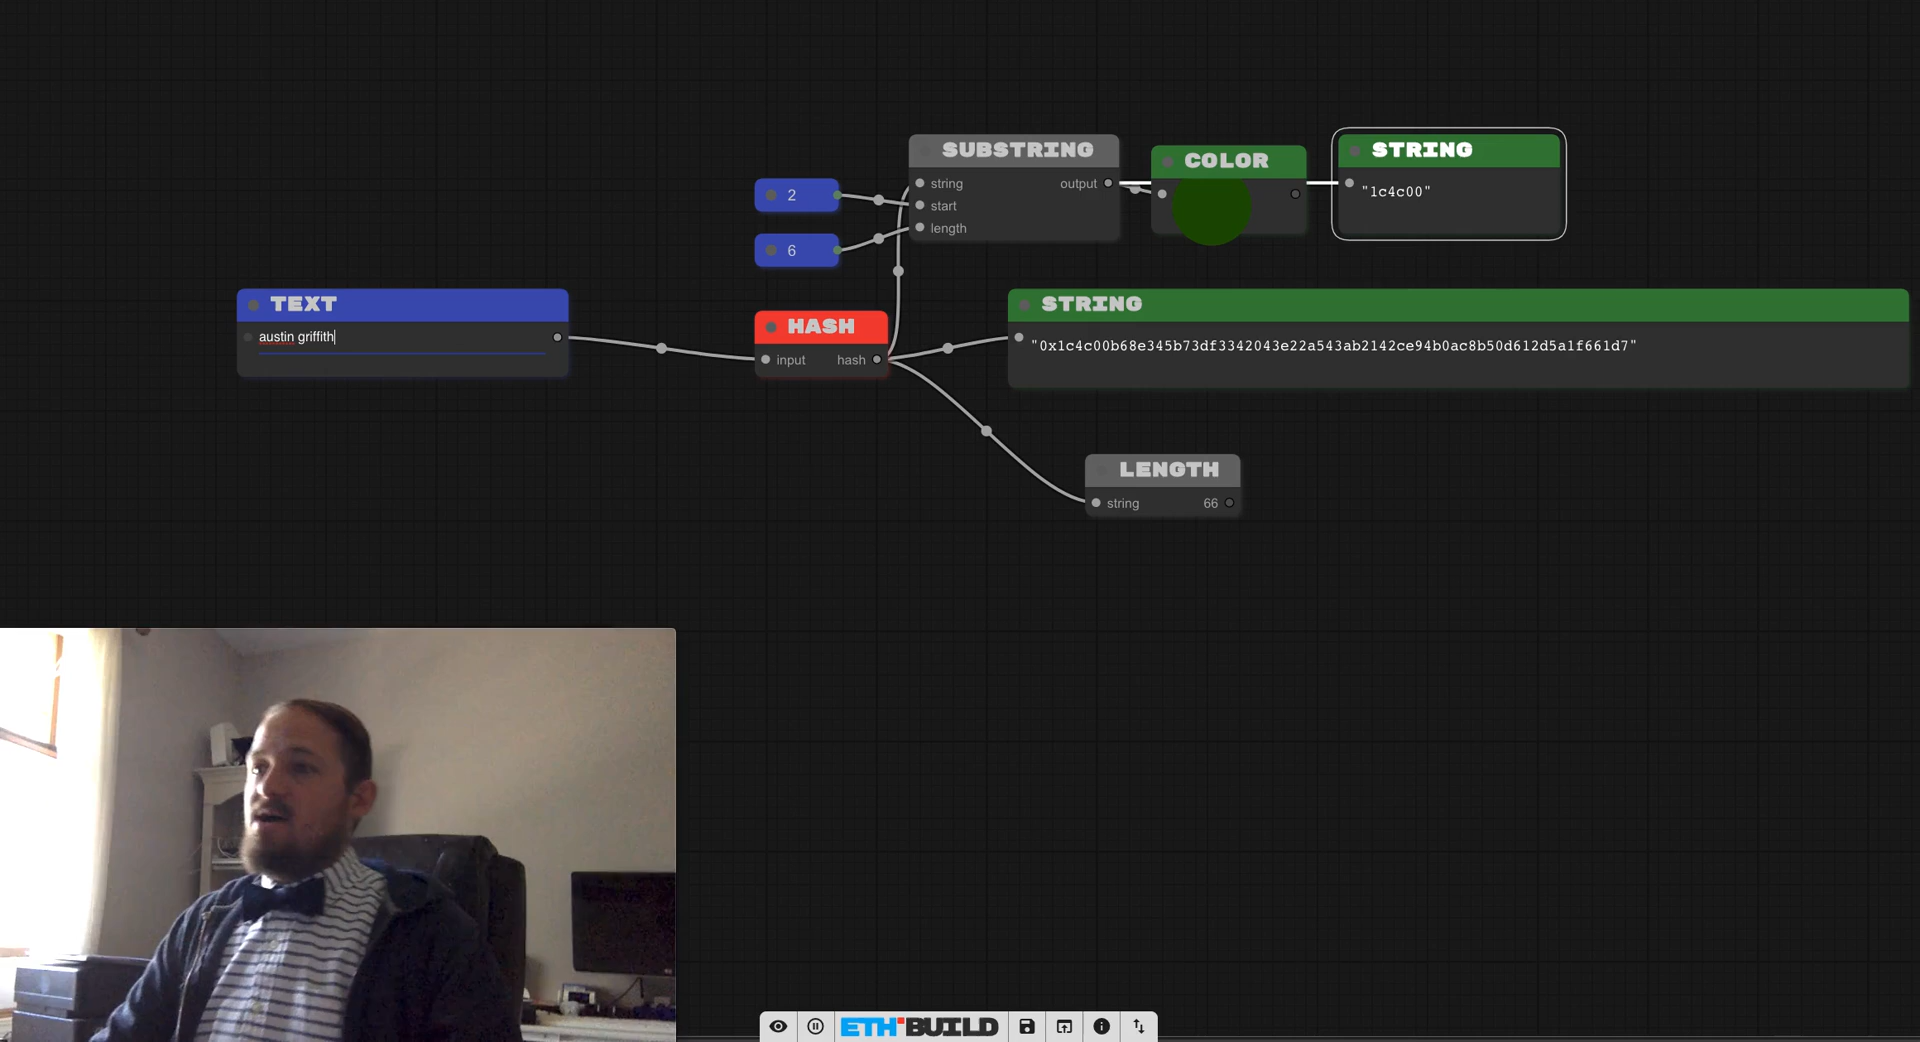 SUBSTRING
string output
start
length
COLOR
STRING
"1c4c00"
2
6
TEXT
austin griffith
HASH
input hash
STRING
"0x1c4c00b68e345b73df3342043e22a543ab2142ce94b0ac8b50d612d5a1f661d7"
LENGTH
string 66
ETH BUILD